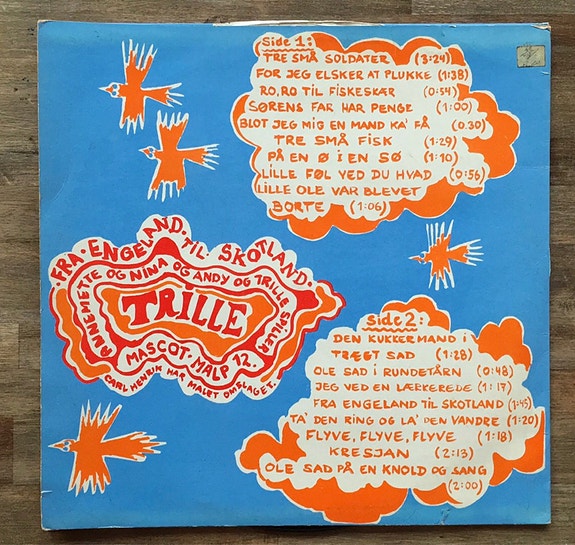 Side 1:
TRE SMÅ SOLDATER (3:24)
FOR JEG ELSKER AT PLUKKE (1:38)
RO, RO TIL FISKESKÆR (0:54)
SØRENS FAR HAR PENGE (1:00)
BLOT JEG MIG EN MAND KA' FÅ (0.30)
TRE SMÅ FISK (1:29)
PÅ EN Ø I EN SØ (1:10)
LILLE FØL VED DU HVAD (0:56)
LILLE OLE VAR BLEVET
BORTE (1:06)
·FRA·ENGELAND·TIL·SKOTLAND·
ANNEMETTE OG NINA OG ANDY OG TRILLE SPILLER
TRILLE
MASCOT·MALP 12.
CARL HENRIK HAR MALET OMSLAGET.
Side 2:
DEN KUKKERMAND I
TRÆGT SAD (1:28)
OLE SAD I RUNDETÅRN (0:48)
JEG VED EN LÆRKEREDE (1:17)
FRA ENGELAND TIL SKOTLAND (1:45)
TA' DEN RING OG LA' DEN VANDRE (1:20)
FLYVE, FLYVE, FLYVE (1:18)
KRESJAN (2:13)
OLE SAD PÅ EN KNOLD OG SANG
(2:00)